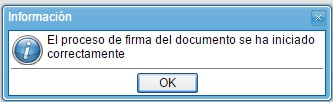 Información
El proceso de firma del documento se ha iniciado
correctamente
OK